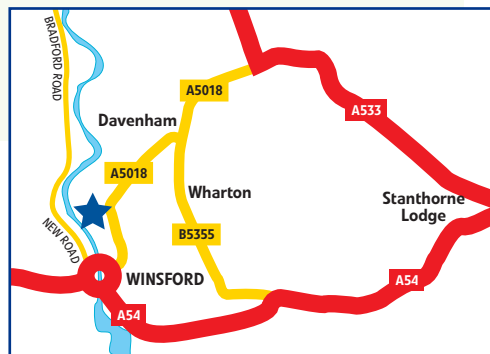 BRADFORD ROAD
A5018
A533
Davenham
A5018
Wharton
Stanthorne
Lodge
NEW ROAD
B5355
WINSFORD
A54
A54